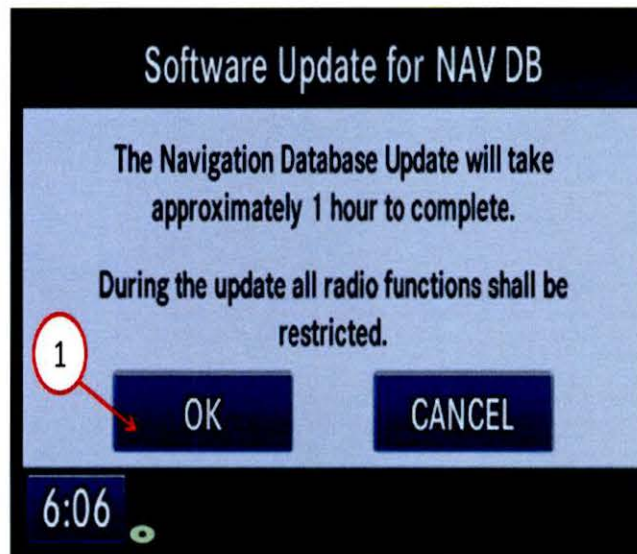 Software Update for NAV DB
The Navigation Database Update will take
approximately 1 hour to complete.
During the update all radio functions shall be
restricted.
1
OK
CANCEL
6:06